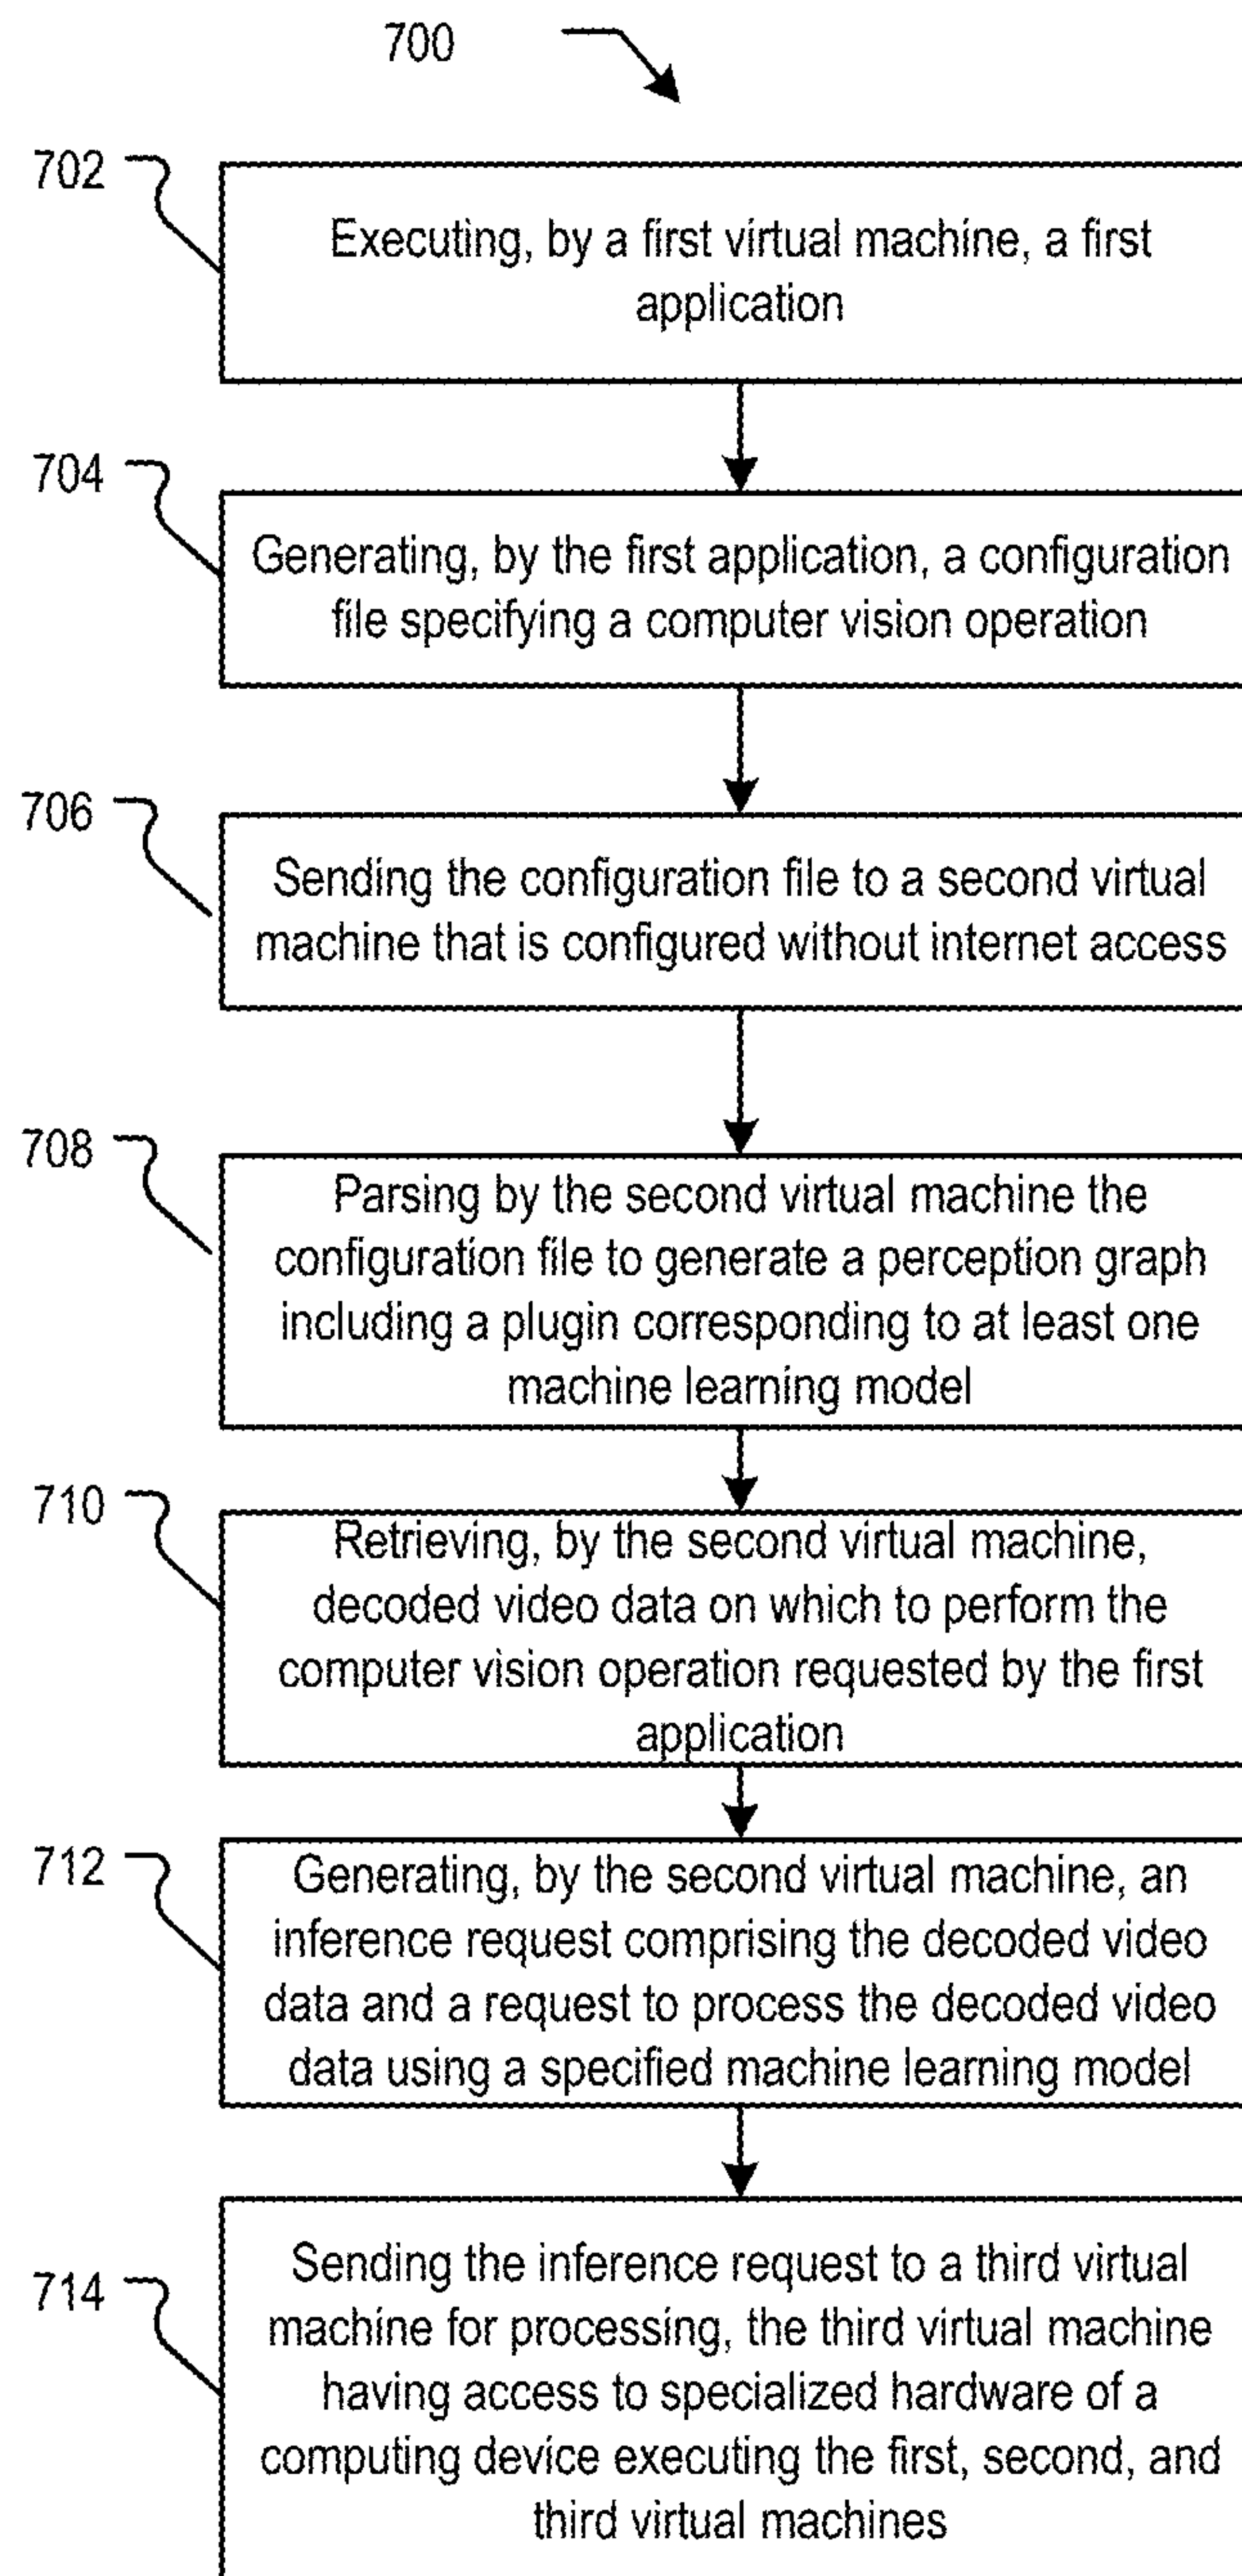 700
702
Executing, by a first virtual machine, a first
application
704
Generating, by the first application, a configuration
file specifying a computer vision operation
706
Sending the configuration file to a second virtual
machine that is configured without internet access
708
Parsing by the second virtual machine the
configuration file to generate a perception graph
including a plugin corresponding to at least one
machine learning model
710
Retrieving, by the second virtual machine,
decoded video data on which to perform the
computer vision operation requested by the first
application
712
Generating, by the second virtual machine, an
inference request comprising the decoded video
data and a request to process the decoded video
data using a specified machine learning model
714
Sending the inference request to a third virtual
machine for processing, the third virtual machine
having access to specialized hardware of a
computing device executing the first, second, and
third virtual machines